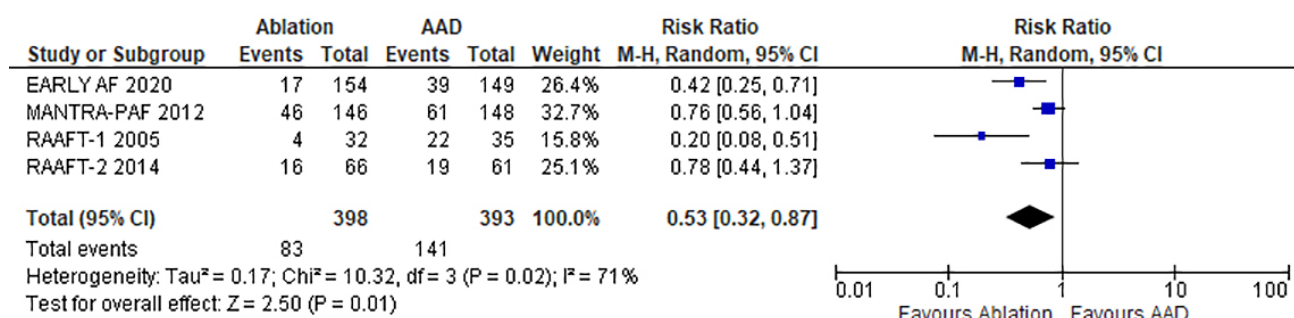 Ablation AAD Risk Ratio Risk Ratio
Study or Subgroup Events Total Events Total Weight M-H, Random, 95% CI M-H, Random, 95% CI
EARLY AF 2020 17 154 39 149 26.4% 0.42 [0.25, 0.71]
MANTRA-PAF 2012 46 146 61 148 32.7% 0.76 [0.56, 1.04]
RAAFT-1 2005 4 32 22 35 15.8% 0.20 [0.08, 0.51]
RAAFT-2 2014 16 66 19 61 25.1% 0.78 [0.44, 1.37]
Total (95% CI) 398 393 100.0% 0.53 [0.32, 0.87]
Total events 83 141
Heterogeneity: Tau² = 0.17; Chi² = 10.32, df = 3 (P = 0.02); I² = 71%
Test for overall effect: Z = 2.50 (P = 0.01)
0.01 0.1 1 10 100
Favours Ablation Favours AAD